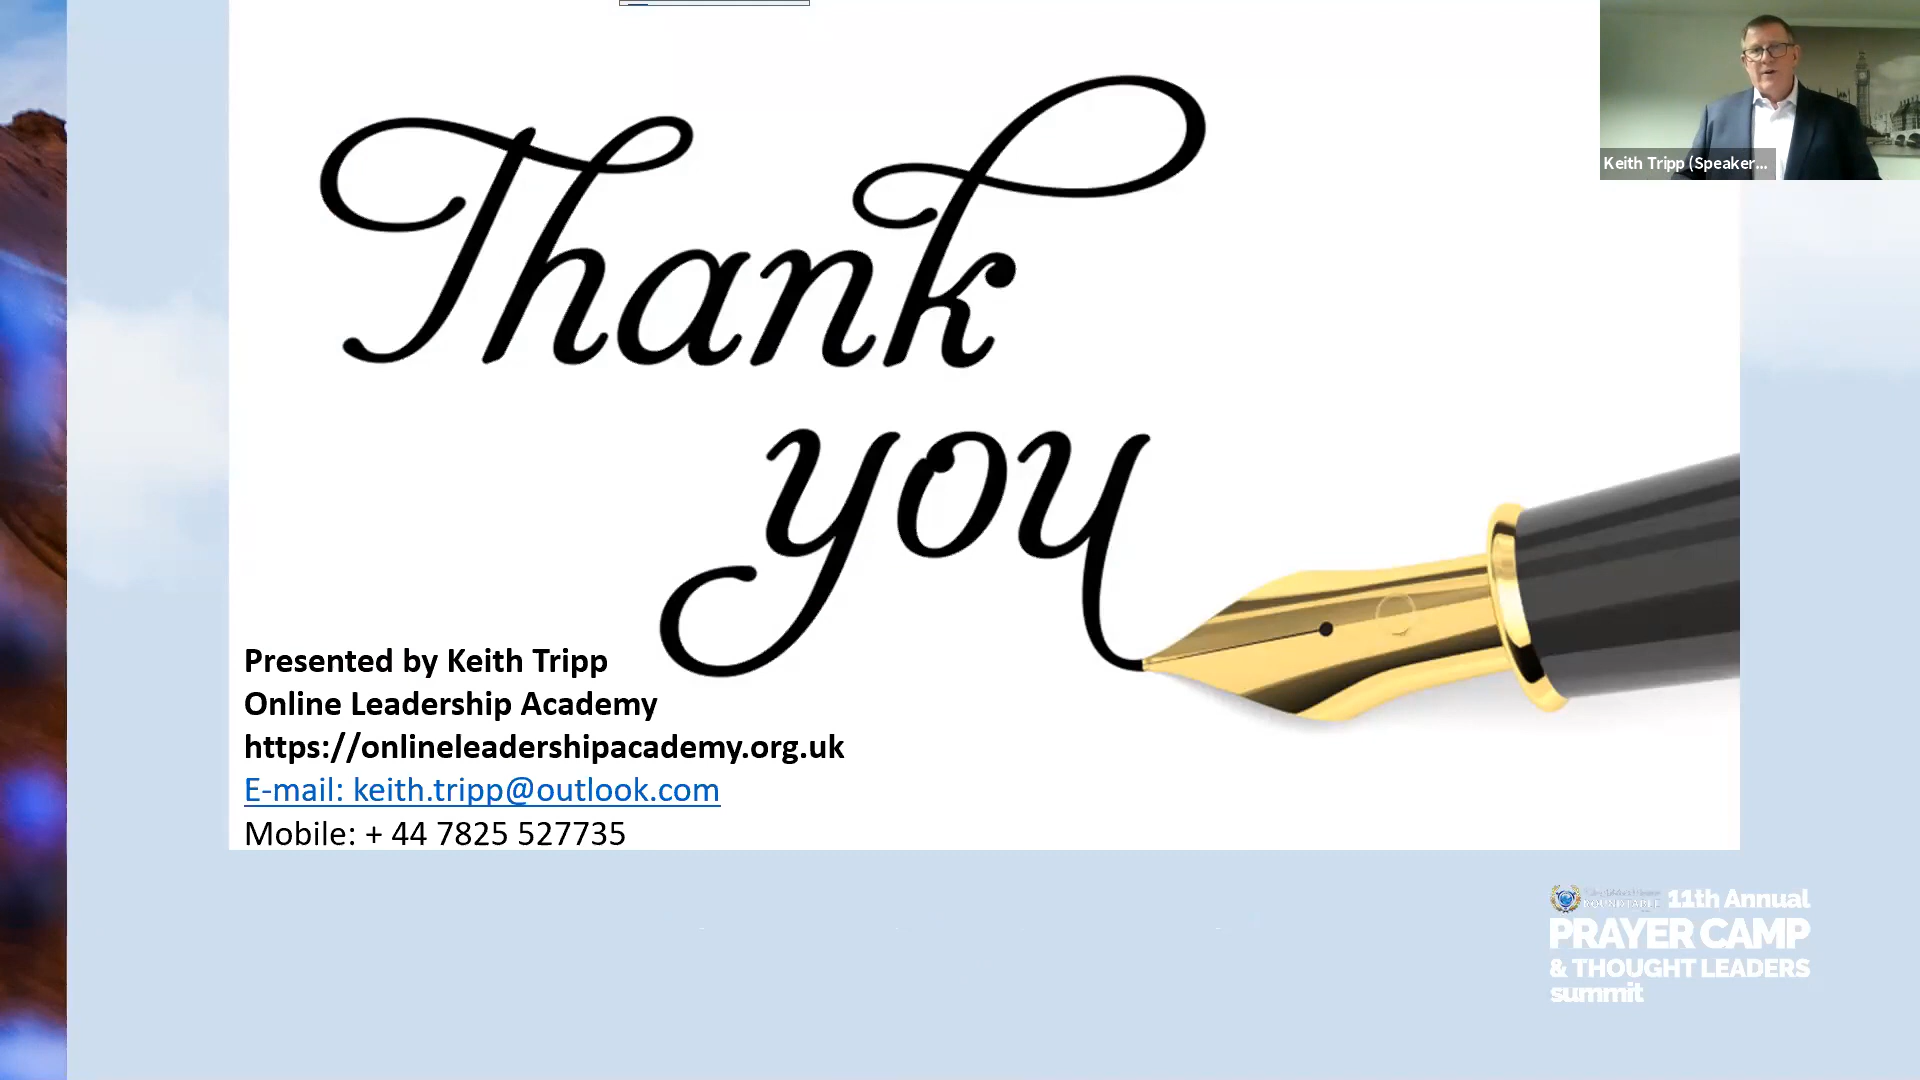 Thank
you
Keith Tripp (Speaker...
Presented by Keith Tripp
Online Leadership Academy
https://onlineleadershipacademy.org.uk
E-mail: keith.tripp@outlook.com
Mobile: + 44 7825 527735
ROUNDTABLE 11th Annual
PRAYER CAMP
& THOUGHT LEADERS
summit